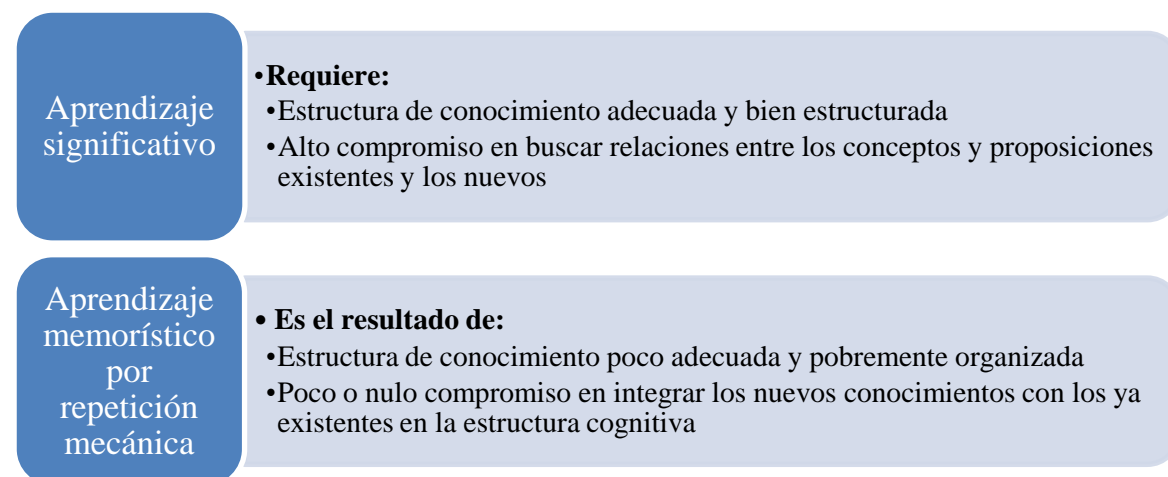 Aprendizaje
significativo
•Requiere:
•Estructura de conocimiento adecuada y bien estructurada
•Alto compromiso en buscar relaciones entre los conceptos y proposiciones
existentes y los nuevos
Aprendizaje
memorístico
por
repetición
mecánica
• Es el resultado de:
•Estructura de conocimiento poco adecuada y pobremente organizada
•Poco o nulo compromiso en integrar los nuevos conocimientos con los ya
existentes en la estructura cognitiva